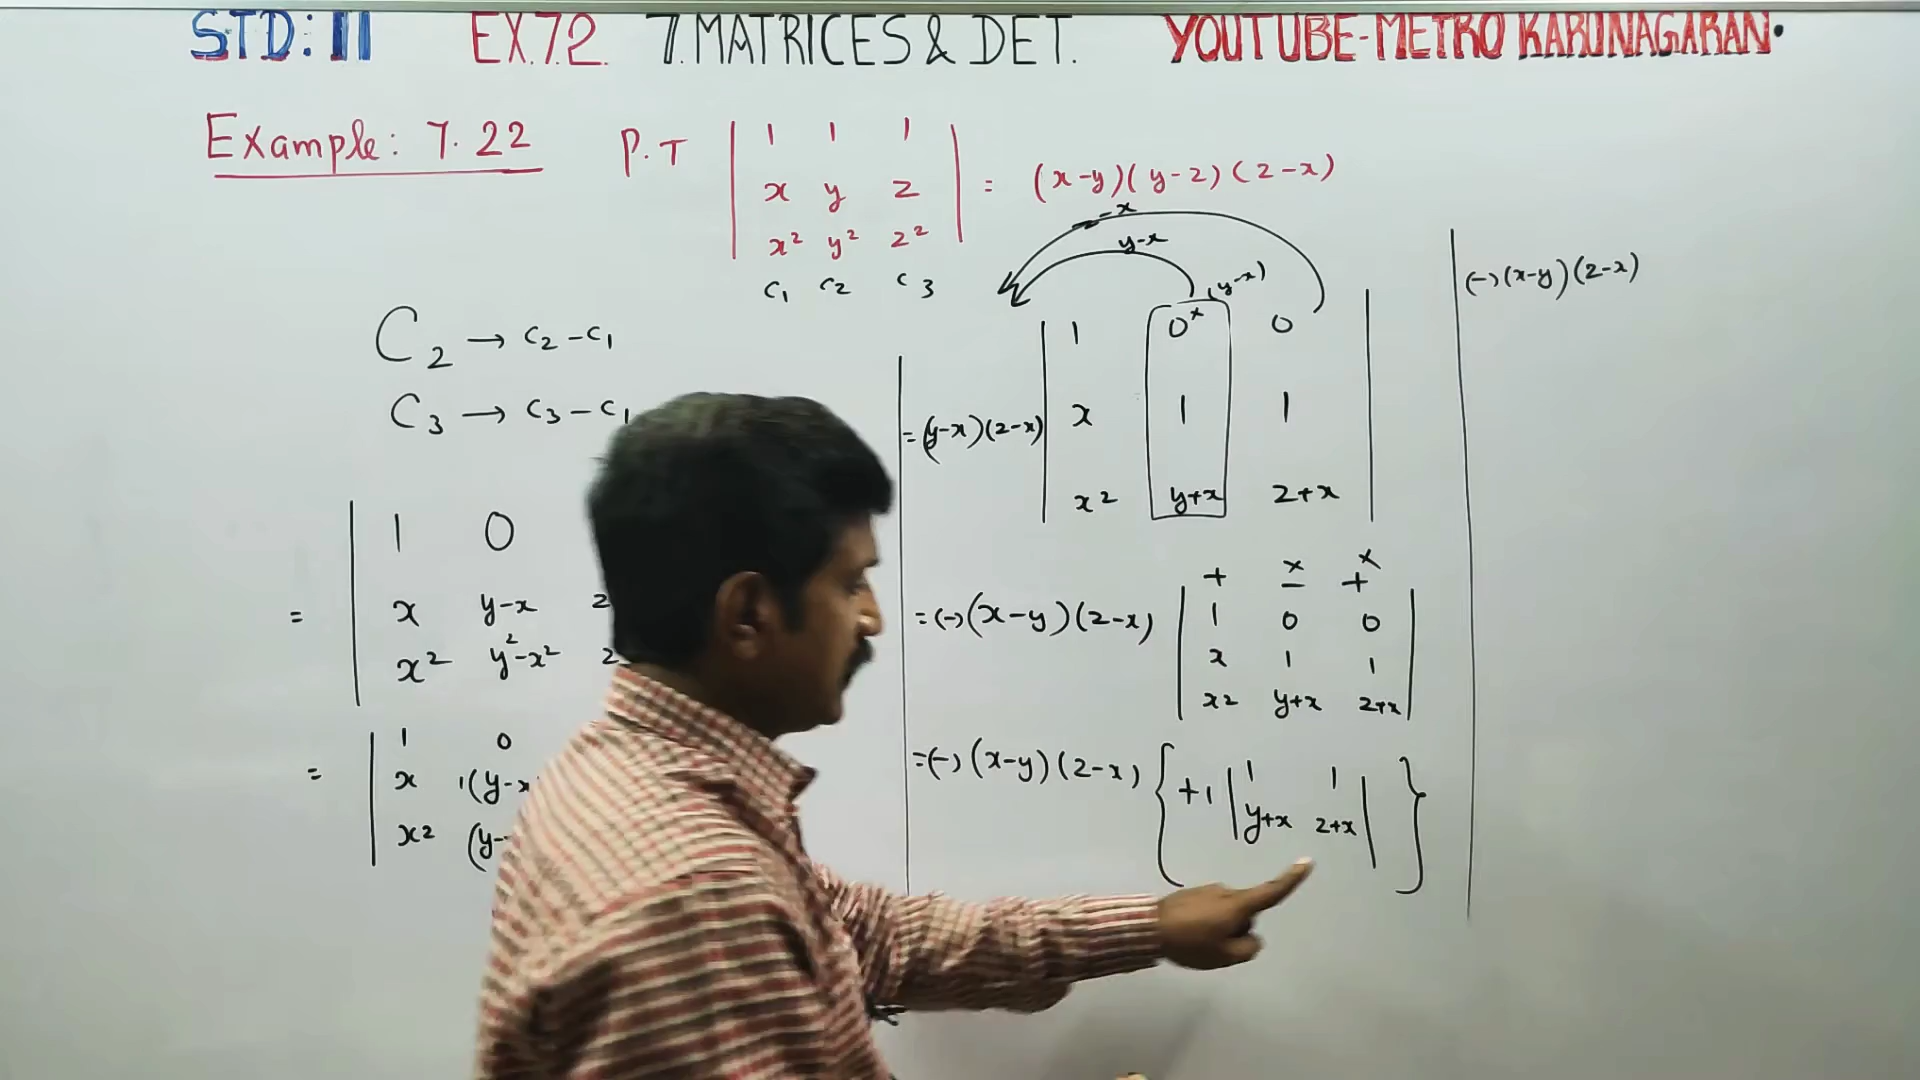 STD: 11 EX.7.2. 7.MATRICES & DET. YOUTUBE-METRO KARUNAGARAN.
Example: 7.22 P.T | 1 1 1 |
| x y z | = (x-y)(y-z)(z-x)
| x² y² z² |
C₁ C₂ C₃
C₂ → C₂-C₁
C₃ → C₃-C₁
= | 1 0
x y-x z
x² y²-x² z
= | 1 0
x 1(y-x
x² (y-
z-x
y-x
(y-x)
= (y-x)(z-x) | 1 0 0 |
| x 1 1 |
| x² y+x z+x |
+ - +
= (-)(x-y)(z-x) | 1 0 0 |
| x 1 1 |
| x² y+x z+x |
= (-)(x-y)(z-x) { +1 | 1 1 | }
| y+x z+x |
(-)(x-y)(z-x)